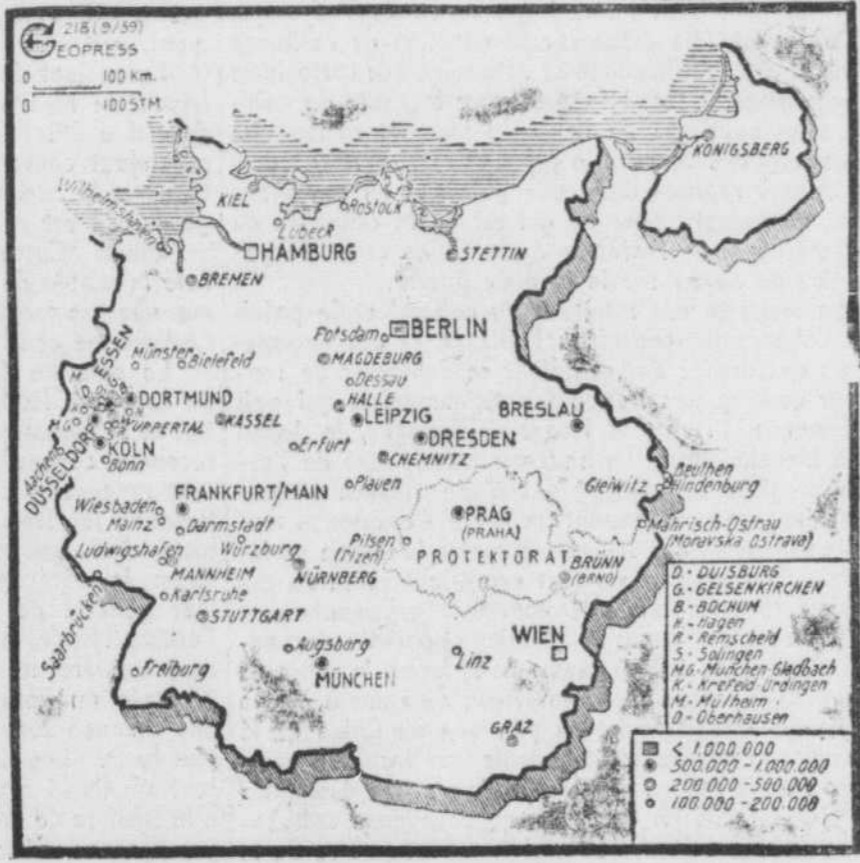 218 (9/39)
GEOPRESS
0 100 km.
0 100 STM.
KÖNIGSBERG
KIEL
Rostock
Wilhelmshaven
Lübeck
HAMBURG
STETTIN
BREMEN
Potsdam
BERLIN
Münster
Bielefeld
MAGDEBURG
ESSEN
Dessau
M
D
G
DORTMUND
HALLE
BRESLAU
KASSEL
LEIPZIG
MG
WUPPERTAL
DRESDEN
DÜSSELDORF
KÖLN
Erfurt
CHEMNITZ
Aachen
Bonn
Plauen
Gleiwitz
Beuthen
Hindenburg
FRANKFURT/MAIN
Wiesbaden
Mainz
Darmstadt
PRAG
(PRAHA)
Mährisch-Ostrau
(Moravska Ostrava)
Würzburg
Pilsen
(Plzen)
Ludwigshafen
PROTEKTORAT
MANNHEIM
NÜRNBERG
BRÜNN
(BRNO)
Karlsruhe
Saarbrücken
STUTTGART
Augsburg
Linz
WIEN
Freiburg
MÜNCHEN
GRAZ
D - DUISBURG
G - GELSENKIRCHEN
B - BOCHUM
H - Hagen
R - Remscheid
S - Solingen
MG - München-Gladbach
K - Krefeld-Ürdingen
M - Mülheim
O - Oberhausen
< 1.000.000
500.000 - 1.000.000
200.000 - 500.000
100.000 - 200.000